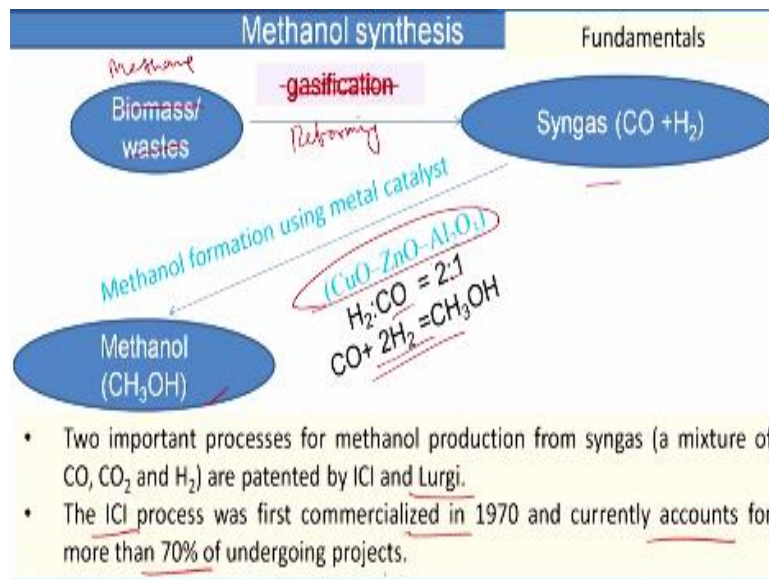 Methanol synthesis
Fundamentals
Methane
gasification
Biomass/
wastes
Reforming
Syngas (CO +H₂)
Methanol formation using metal catalyst
(CuO–ZnO–Al₂O₃)
H₂:CO = 2:1
CO+ 2H₂ =CH₃OH
Methanol
(CH₃OH)
• Two important processes for methanol production from syngas (a mixture of
CO, CO₂ and H₂) are patented by ICI and Lurgi.
• The ICI process was first commercialized in 1970 and currently accounts for
more than 70% of undergoing projects.